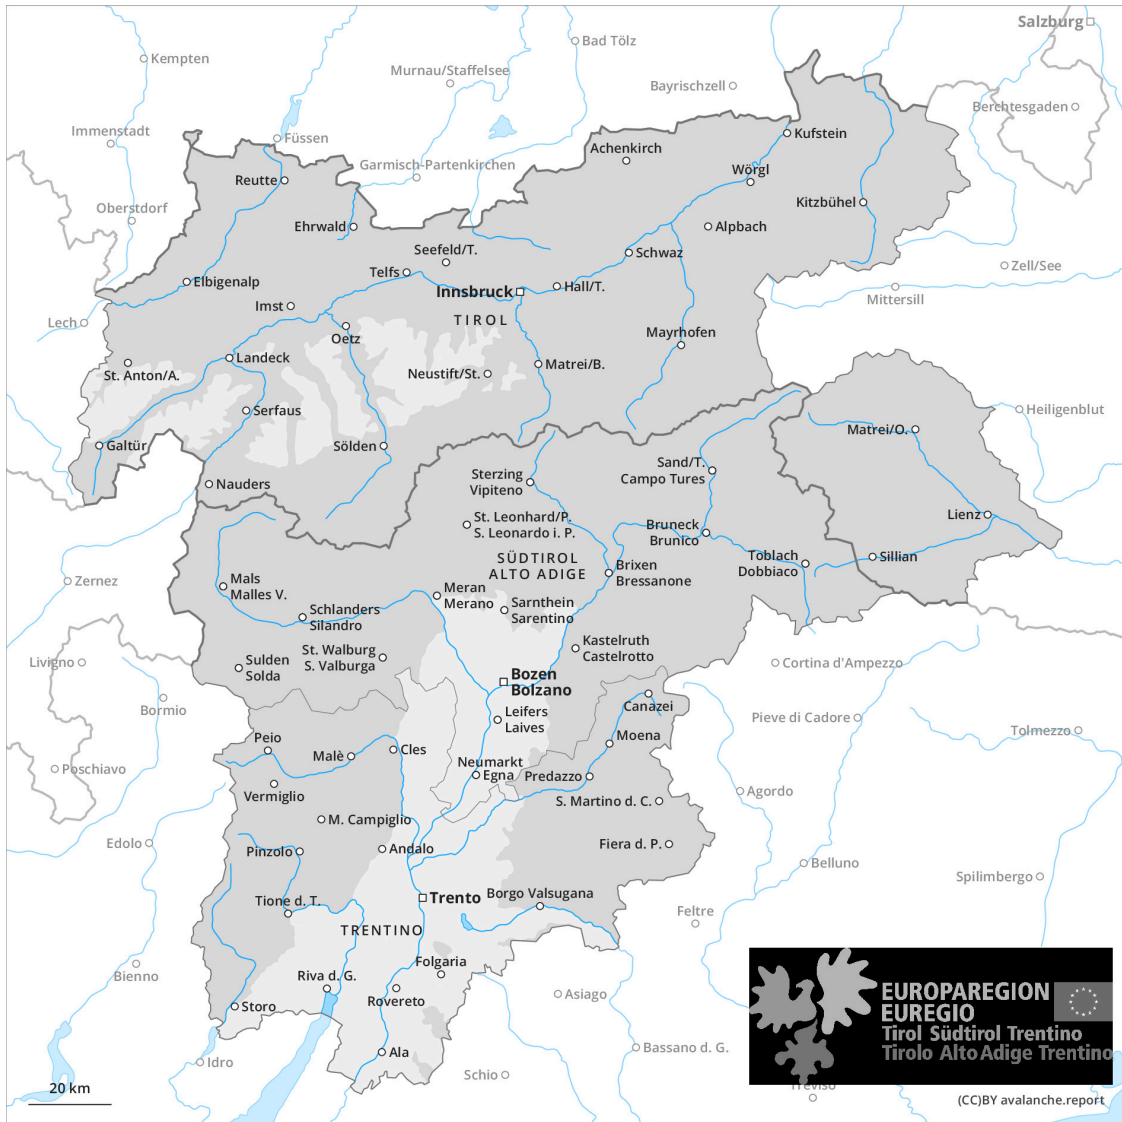 Salzburg
Bad Tölz
Kempten
Murnau/Staffelsee
Bayrischzell
Berchtesgaden
Immenstadt
Füssen
Kufstein
Achenkirch
Garmisch-Partenkirchen
Wörgl
Reutte
Oberstdorf
Kitzbühel
Ehrwald
Alpbach
Seefeld/T.
Schwaz
Zell/See
Telfs
Elbigenalp
Innsbruck
Hall/T.
Mittersill
Imst
Lech
TIROL
Oetz
Mayrhofen
Landeck
Matrei/B.
St. Anton/A.
Neustift/St.
Serfaus
Heiligenblut
Matrei/O.
Galtür
Sölden
Sand/T.
Campo Tures
Sterzing
Vipiteno
Nauders
Lienz
St. Leonhard/P.
S. Leonardo i. P.
Bruneck
Brunico
SÜDTIROL
ALTO ADIGE
Toblach
Dobbiaco
Sillian
Brixen
Bressanone
Zernez
Mals
Malles V.
Meran
Merano
Sarnthein
Sarentino
Schlanders
Silandro
Kastelruth
Castelrotto
St. Walburg
S. Valburga
Livigno
Sulden
Solda
Cortina d'Ampezzo
Bozen
Bolzano
Bormio
Canazei
Leifers
Laives
Pieve di Cadore
Tolmezzo
Peio
Moena
Malè
Cles
Neumarkt
Egna
Poschiavo
Predazzo
Vermiglio
Agordo
S. Martino d. C.
M. Campiglio
Edolo
Pinzolo
Andalo
Fiera d. P.
Belluno
Spilimbergo
Trento
Borgo Valsugana
Tione d. T.
Feltre
TRENTINO
Folgaria
Bienno
Riva d. G.
Rovereto
Asiago
Storo
EUROPAREGION
EUREGIO
Tirol Südtirol Trentino
Tirolo Alto Adige Trentino
Ala
Bassano d. G.
Idro
Schio
Treviso
20 km
(CC)BY avalanche.report